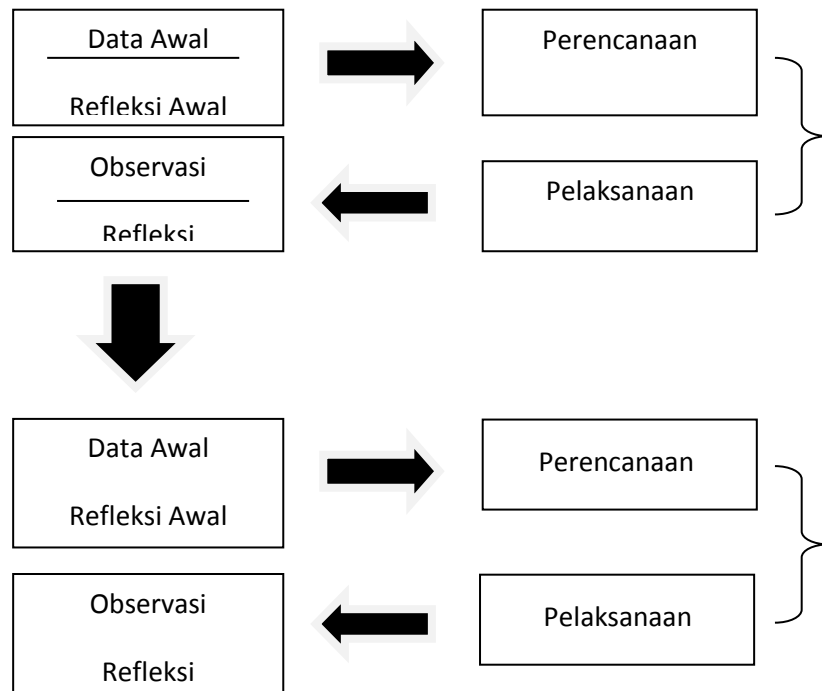 Data Awal
Refleksi Awal
Perencanaan
Observasi
Refleksi
Pelaksanaan
Data Awal
Refleksi Awal
Perencanaan
Observasi
Refleksi
Pelaksanaan